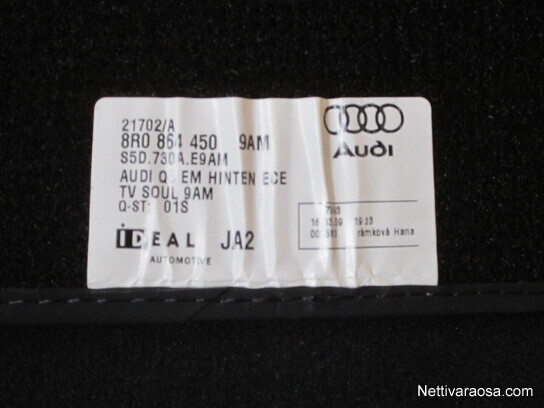 21702/A
8R0 864 450 9AM
S5D.730A.E9AM
AUDI Q EM HINTEN ECE
TV SOUL 9AM
Q-ST: 01S
IDEAL JA2
AUTOMOTIVE
Audi
Hana
Nettivaraosa.com